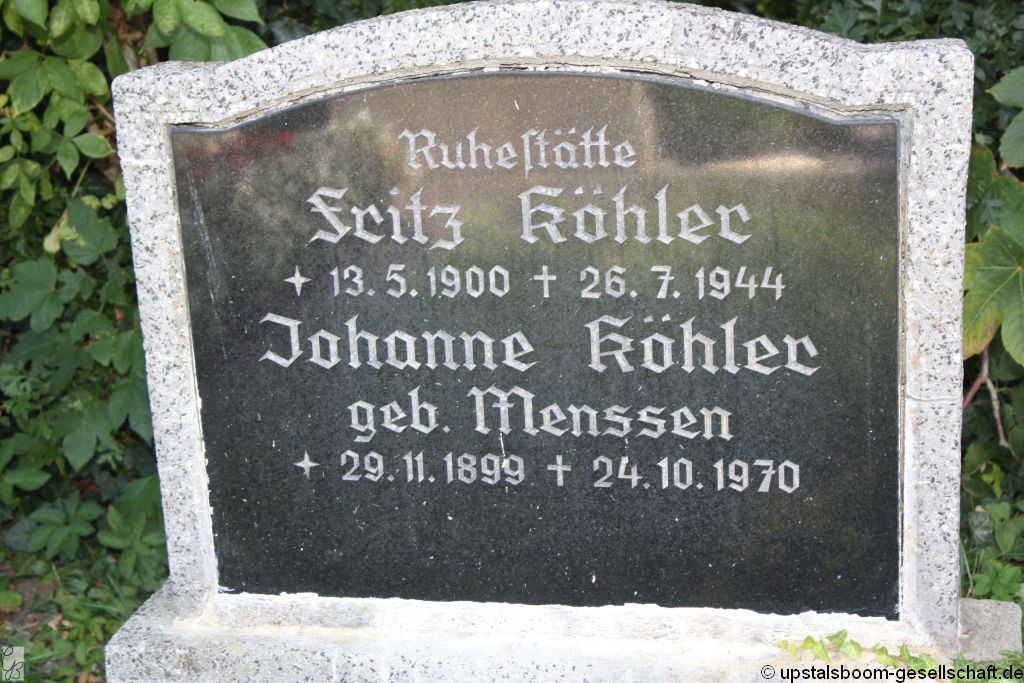 Ruheſtätte
Fritz Köhler
✦ 13.5.1900 ✝ 26.7.1944
Johanne Köhler
geb. Menssen
✦ 29.11.1899 ✝ 24.10.1970
© upstalsboom-gesellschaft.de